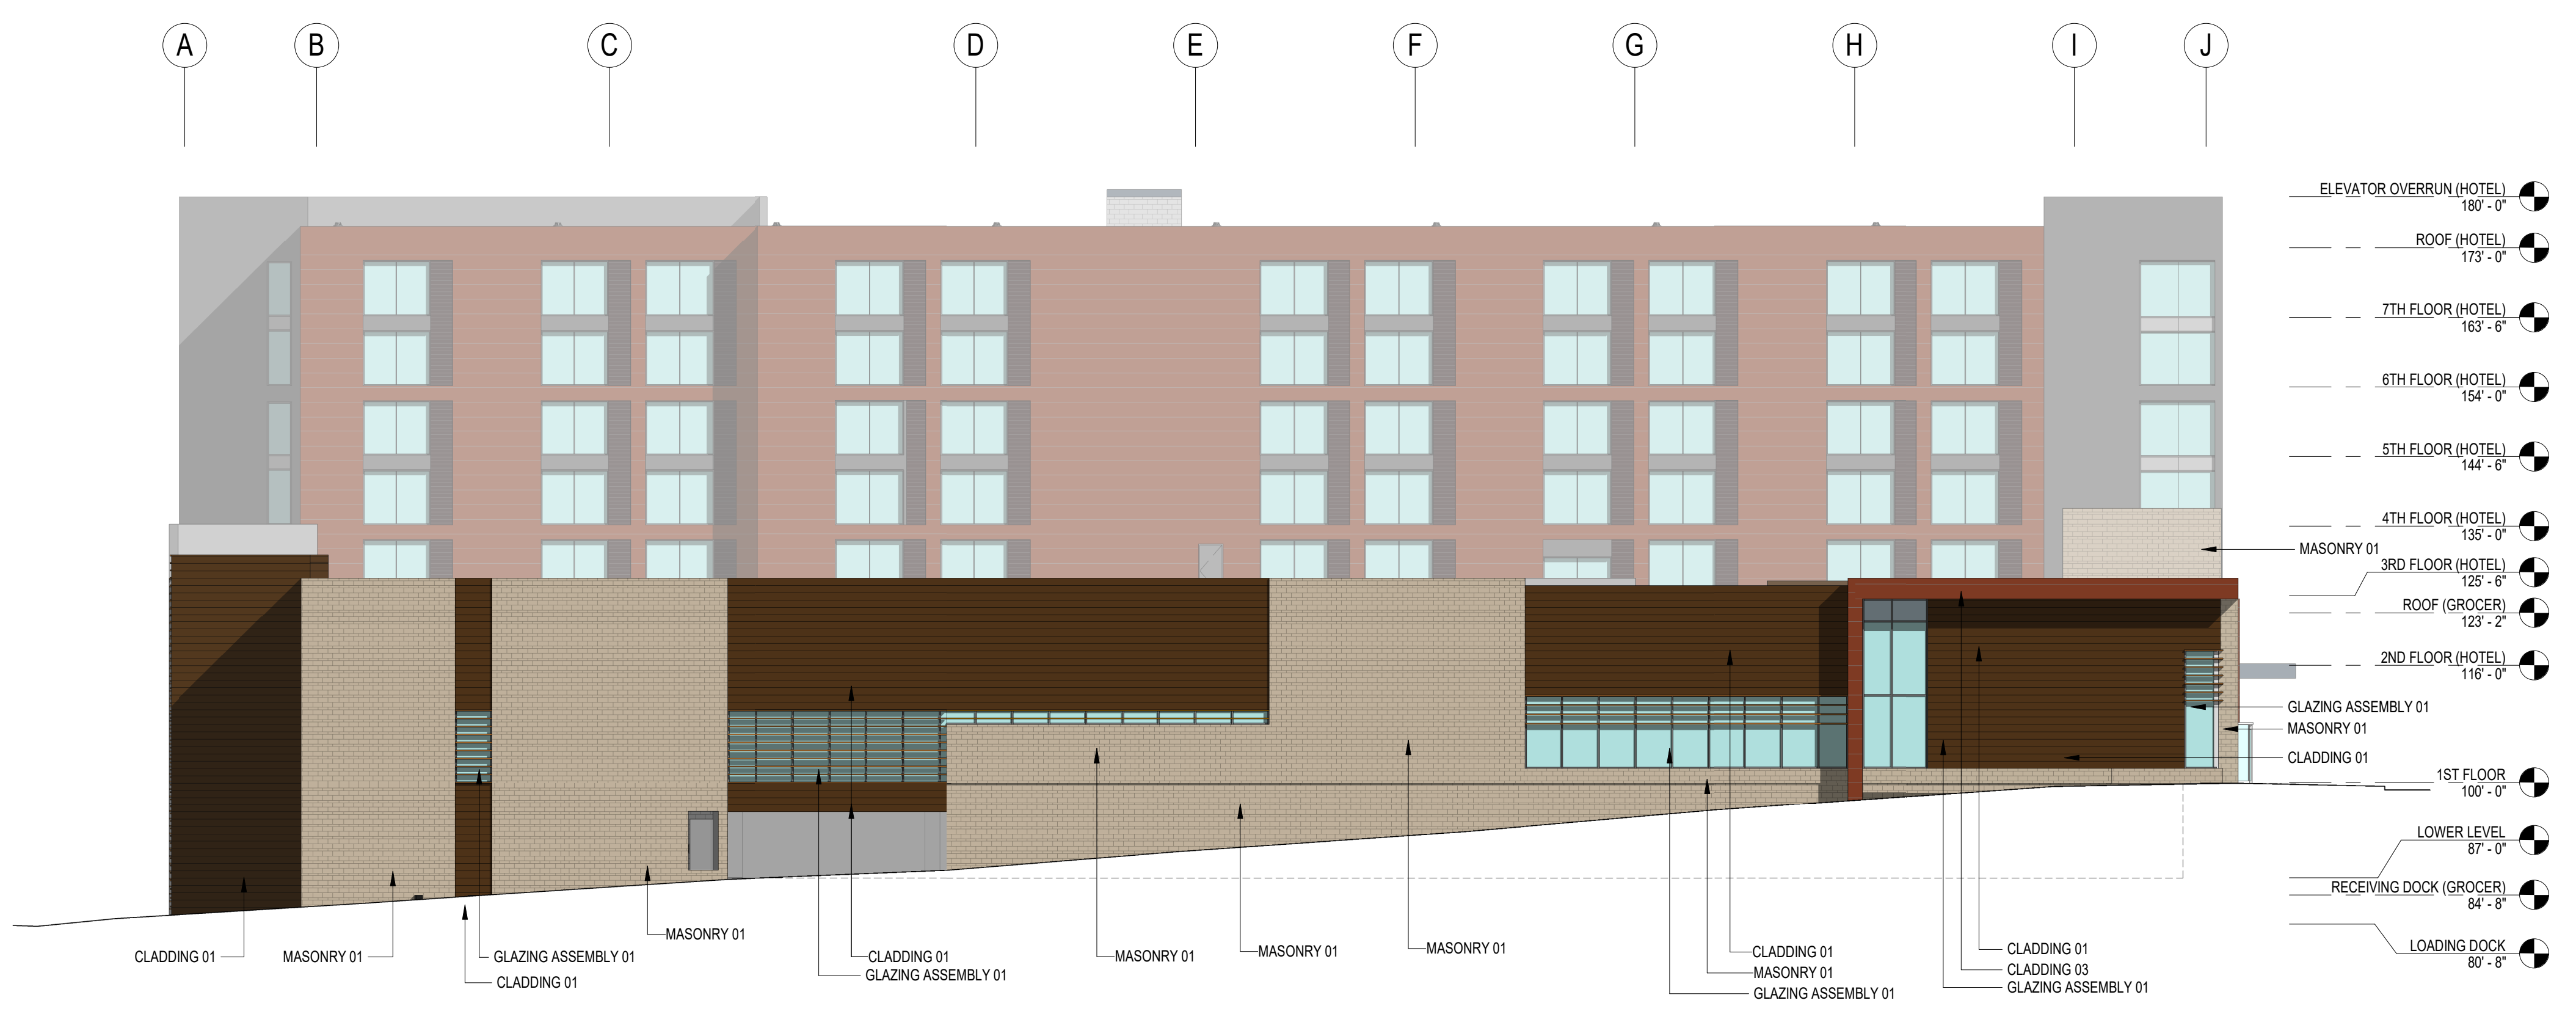 A B C D E F G H I J
ELEVATOR OVERRUN (HOTEL)
180' - 0"
ROOF (HOTEL)
173' - 0"
7TH FLOOR (HOTEL)
163' - 6"
6TH FLOOR (HOTEL)
154' - 0"
5TH FLOOR (HOTEL)
144' - 6"
4TH FLOOR (HOTEL)
135' - 0"
MASONRY 01
3RD FLOOR (HOTEL)
125' - 6"
ROOF (GROCER)
123' - 2"
2ND FLOOR (HOTEL)
116' - 0"
GLAZING ASSEMBLY 01
MASONRY 01
CLADDING 01
1ST FLOOR
100' - 0"
LOWER LEVEL
87' - 0"
RECEIVING DOCK (GROCER)
84' - 8"
LOADING DOCK
80' - 8"
CLADDING 01
MASONRY 01
GLAZING ASSEMBLY 01
CLADDING 01
MASONRY 01
CLADDING 01
GLAZING ASSEMBLY 01
MASONRY 01
MASONRY 01
MASONRY 01
CLADDING 01
MASONRY 01
GLAZING ASSEMBLY 01
CLADDING 01
CLADDING 03
GLAZING ASSEMBLY 01